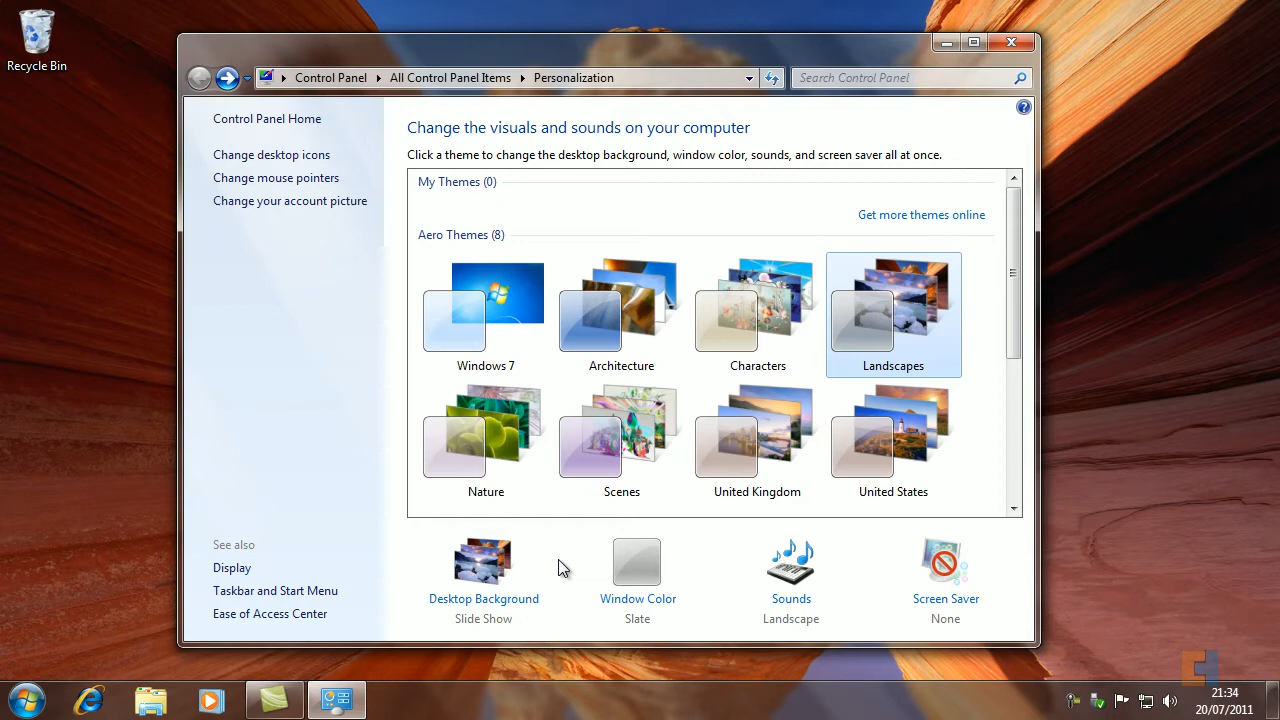 Recycle Bin
Control Panel
All Control Panel Items
Personalization
Search Control Panel
Control Panel Home
Change desktop icons
Change mouse pointers
Change your account picture
See also
Display
Taskbar and Start Menu
Ease of Access Center
Change the visuals and sounds on your computer
Click a theme to change the desktop background, window color, sounds, and screen saver all at once.
My Themes (0)
Get more themes online
Aero Themes (8)
Windows 7
Architecture
Characters
Landscapes
Nature
Scenes
United Kingdom
United States
Desktop Background
Slide Show
Window Color
Slate
Sounds
Landscape
Screen Saver
None
21:34
20/07/2011